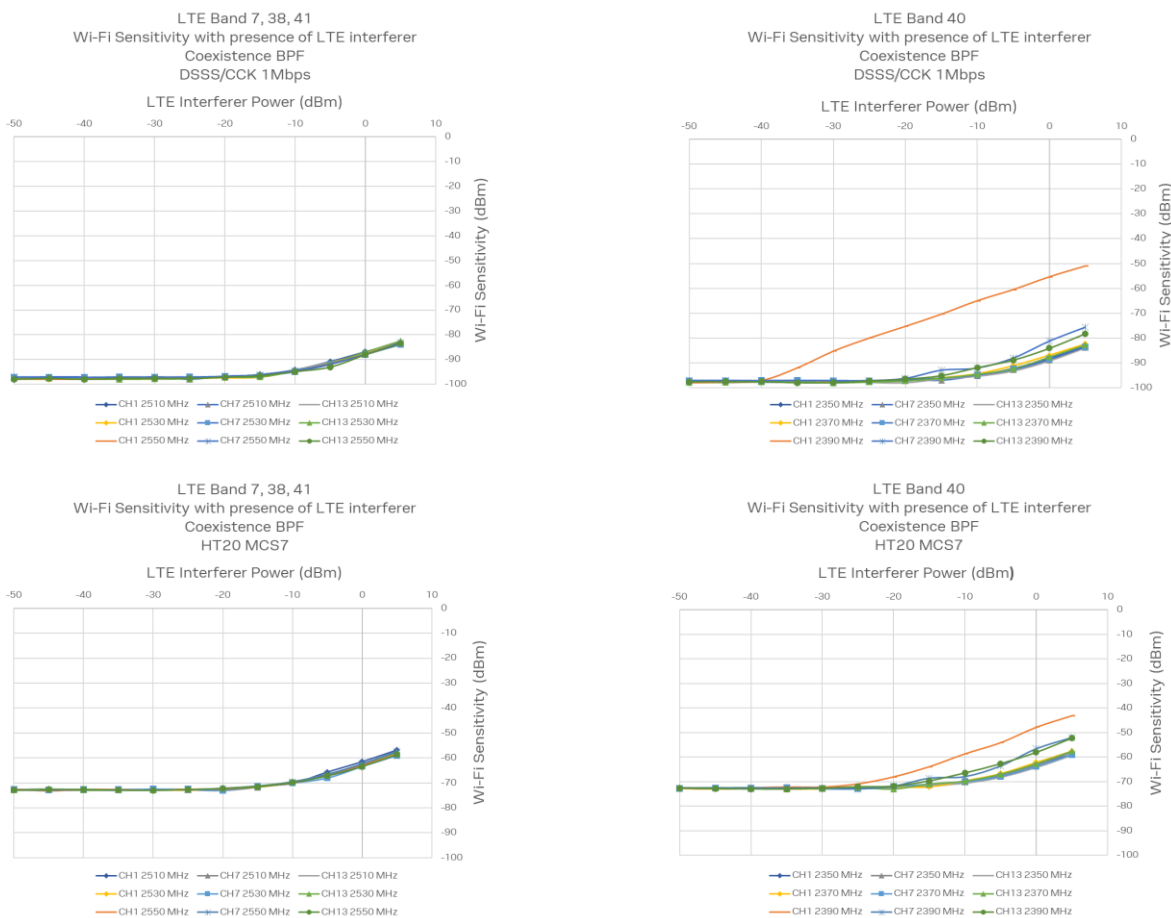 LTE Band 7, 38, 41
Wi-Fi Sensitivity with presence of LTE interferer
Coexistence BPF
DSSS/CCK 1Mbps
LTE Interferer Power (dBm)
-50 -40 -30 -20 -10 0 10
0
-10
-20
-30
-40
-50
-60
-70
-80
-90
-100
Wi-Fi Sensitivity (dBm)
CH1 2510 MHz CH7 2510 MHz CH13 2510 MHz
CH1 2530 MHz CH7 2530 MHz CH13 2530 MHz
CH1 2550 MHz CH7 2550 MHz CH13 2550 MHz
LTE Band 40
Wi-Fi Sensitivity with presence of LTE interferer
Coexistence BPF
DSSS/CCK 1Mbps
LTE Interferer Power (dBm)
-50 -40 -30 -20 -10 0 10
0
-10
-20
-30
-40
-50
-60
-70
-80
-90
-100
Wi-Fi Sensitivity (dBm)
CH1 2350 MHz CH7 2350 MHz CH13 2350 MHz
CH1 2370 MHz CH7 2370 MHz CH13 2370 MHz
CH1 2390 MHz CH7 2390 MHz CH13 2390 MHz
LTE Band 7, 38, 41
Wi-Fi Sensitivity with presence of LTE interferer
Coexistence BPF
HT20 MCS7
LTE Interferer Power (dBm)
-50 -40 -30 -20 -10 0 10
0
-10
-20
-30
-40
-50
-60
-70
-80
-90
-100
Wi-Fi Sensitivity (dBm)
CH1 2510 MHz CH7 2510 MHz CH13 2510 MHz
CH1 2530 MHz CH7 2530 MHz CH13 2530 MHz
CH1 2550 MHz CH7 2550 MHz CH13 2550 MHz
LTE Band 40
Wi-Fi Sensitivity with presence of LTE interferer
Coexistence BPF
HT20 MCS7
LTE Interferer Power (dBm)
-50 -40 -30 -20 -10 0 10
0
-10
-20
-30
-40
-50
-60
-70
-80
-90
-100
Wi-Fi Sensitivity (dBm)
CH1 2350 MHz CH7 2350 MHz CH13 2350 MHz
CH1 2370 MHz CH7 2370 MHz CH13 2370 MHz
CH1 2390 MHz CH7 2390 MHz CH13 2390 MHz